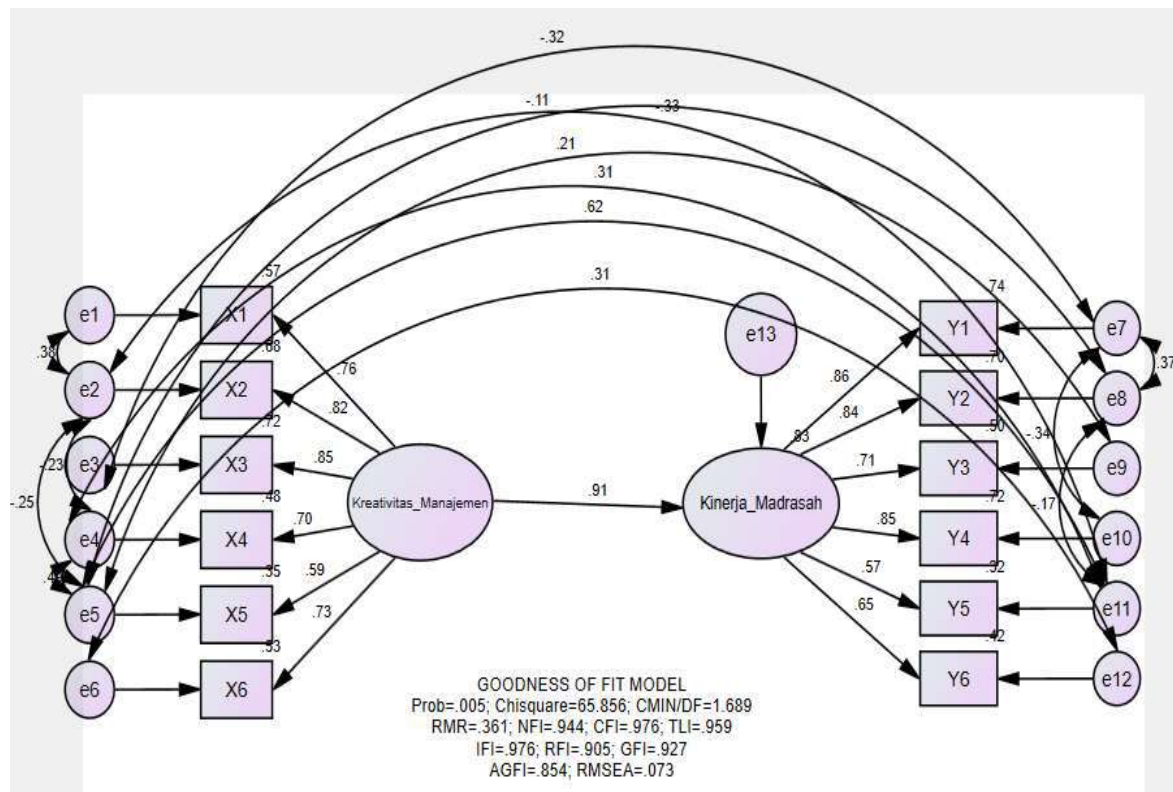 -.32
-.11
-.33
.21
.31
.62
.57
.31
.74
e1
X1
e13
Y1
e7
.38
.68
.76
.86
.70
.37
e2
X2
.82
.84
Y2
e8
.72
.85
.83
.50
-.34
e3
-.23
X3
.71
Y3
e9
-.25
.48
Kreativitas_Manajemen
.91
Kinerja_Madrasah
.72
-.17
e4
X4
.70
.85
Y4
e10
.35
.59
.57
.32
e5
X5
.73
.65
Y5
e11
.53
.42
e6
X6
Y6
e12
GOODNESS OF FIT MODEL
Prob=.005; Chisquare=65.856; CMIN/DF=1.689
RMR=.361; NFI=.944; CFI=.976; TLI=.959
IFI=.976; RFI=.905; GFI=.927
AGFI=.854; RMSEA=.073